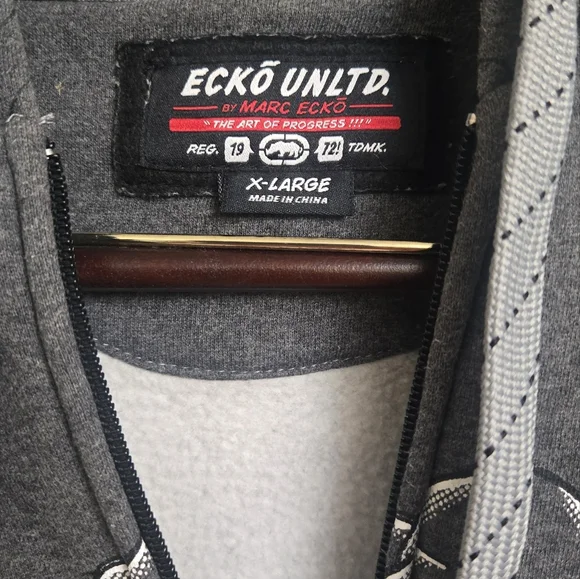 ECKŌ UNLTD.
BY MARC ECKŌ
"THE ART OF PROGRESS !!!"
REG. 19 72! TDMK.
X-LARGE
MADE IN CHINA